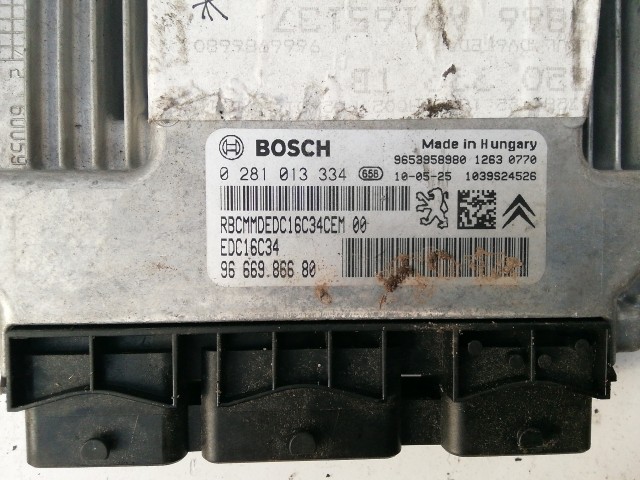 BOSCH
Made in Hungary
9653958980 1263 0770
0 281 013 334 656
10-05-25 1039S24526
RBCMMDEDC16C34CEM 00
EDC16C34
96 669.866 80